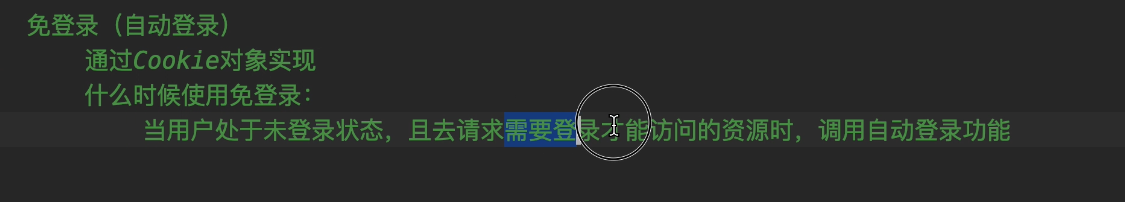 免登录（自动登录）
通过Cookie对象实现
什么时候使用免登录：
当用户处于未登录状态，且去请求需要登录才能访问的资源时，调用自动登录功能